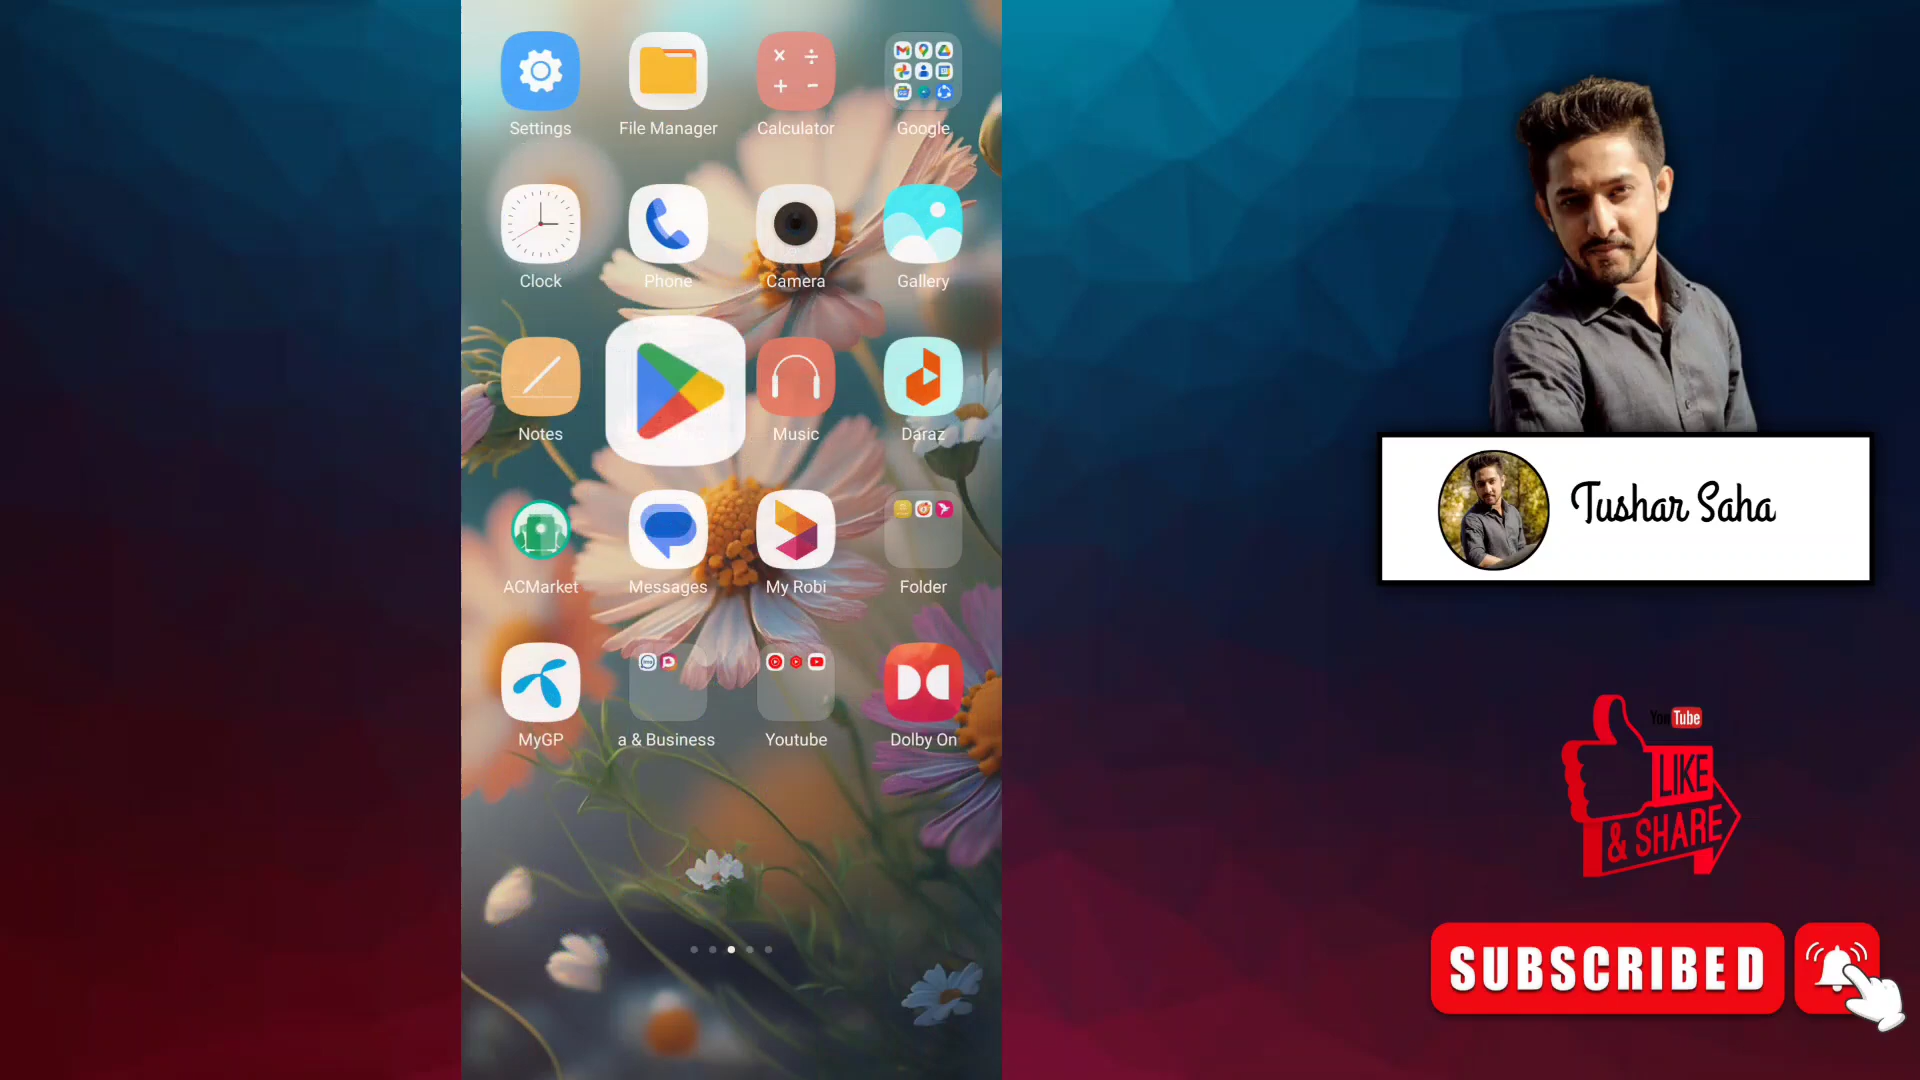 Settings
File Manager
Calculator
Google
Clock
Phone
Camera
Gallery
Notes
Music
Daraz
ACMarket
Messages
My Robi
Folder
MyGP
a & Business
Youtube
Dolby On
Tushar Saha
YouTube
LIKE
& SHARE
SUBSCRIBED